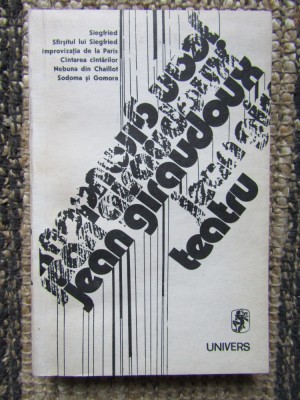 Siegfried
Sfîrşitul lui Siegfried
Improvizaţia de la Paris
Cîntarea cîntărilor
Nebuna din Chaillot
Sodoma şi Gomora
jean giraudoux
teatru
UNIVERS